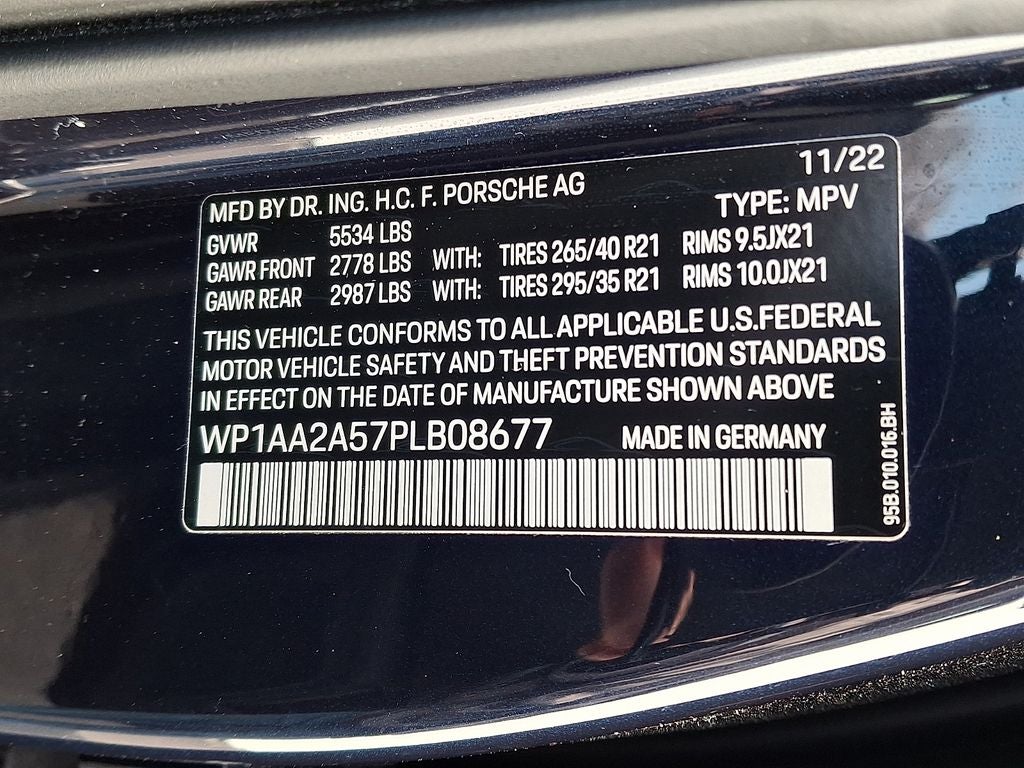 11/22
MFD BY DR. ING. H.C. F. PORSCHE AG TYPE: MPV
GVWR 5534 LBS
GAWR FRONT 2778 LBS WITH: TIRES 265/40 R21 RIMS 9.5JX21
GAWR REAR 2987 LBS WITH: TIRES 295/35 R21 RIMS 10.0JX21
THIS VEHICLE CONFORMS TO ALL APPLICABLE U.S.FEDERAL
MOTOR VEHICLE SAFETY AND THEFT PREVENTION STANDARDS
IN EFFECT ON THE DATE OF MANUFACTURE SHOWN ABOVE
WP1AA2A57PLB08677 MADE IN GERMANY
95B.010.016.BH